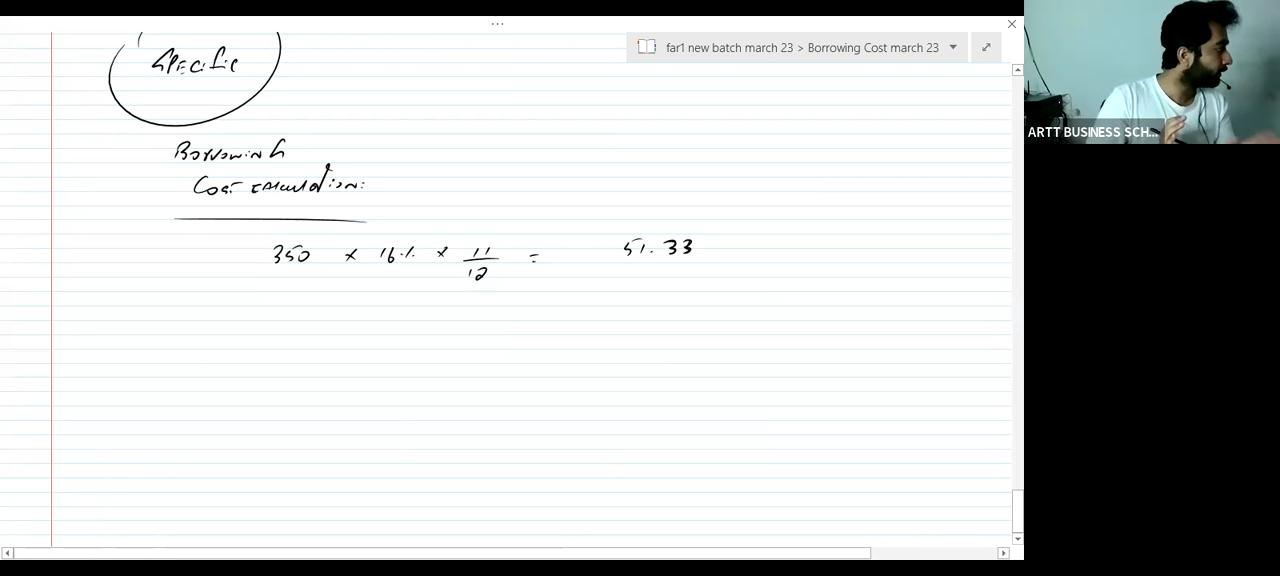 far1 new batch march 23 > Borrowing Cost march 23
Specific
ARTT BUSINESS SCH...
Borrowing
Cost calculation:
350 × 16% × 11/12 = 51.33